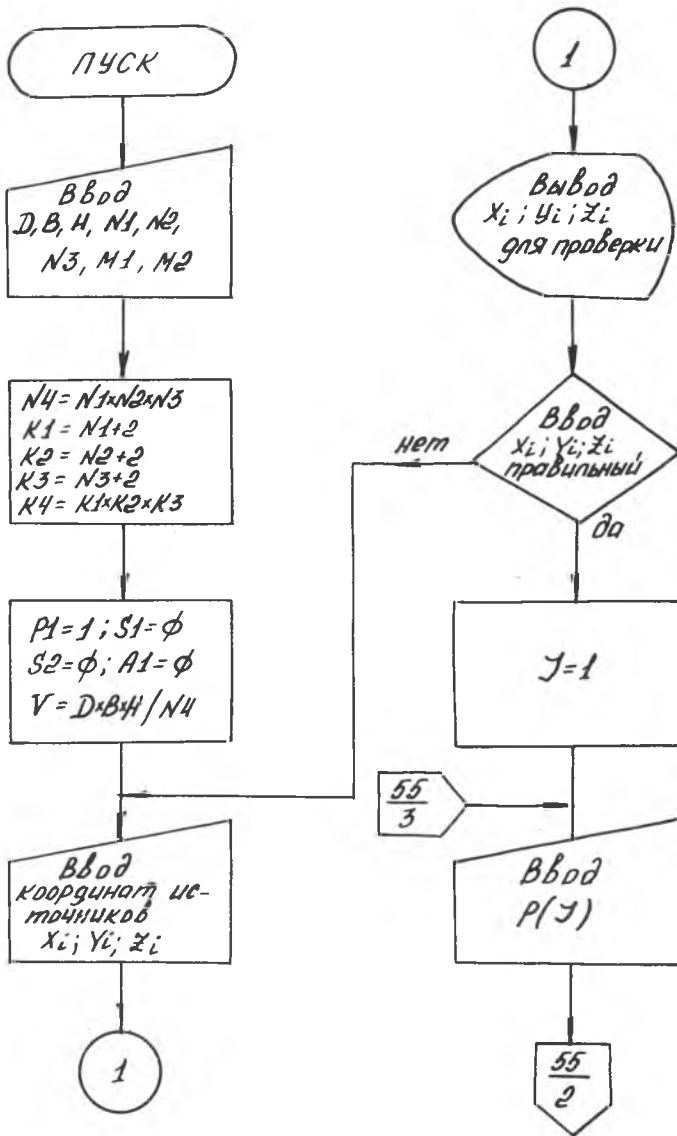 ПУСК
Ввод
D, B, H, N1, N2,
N3, M1, M2
N4 = N1×N2×N3
K1 = N1+2
K2 = N2+2
K3 = N3+2
K4 = K1×K2×K3
P1=1; S1=ф
S2=ф; A1=ф
V = D×B×H/N4
Ввод
координат ис-
точников
Xi; Yi; Zi
1
1
Вывод
Xi; Yi; Zi
для проверки
Ввод
Xi; Yi; Zi
правильный
нет
да
J=1
55
3
Ввод
P(J)
55
2